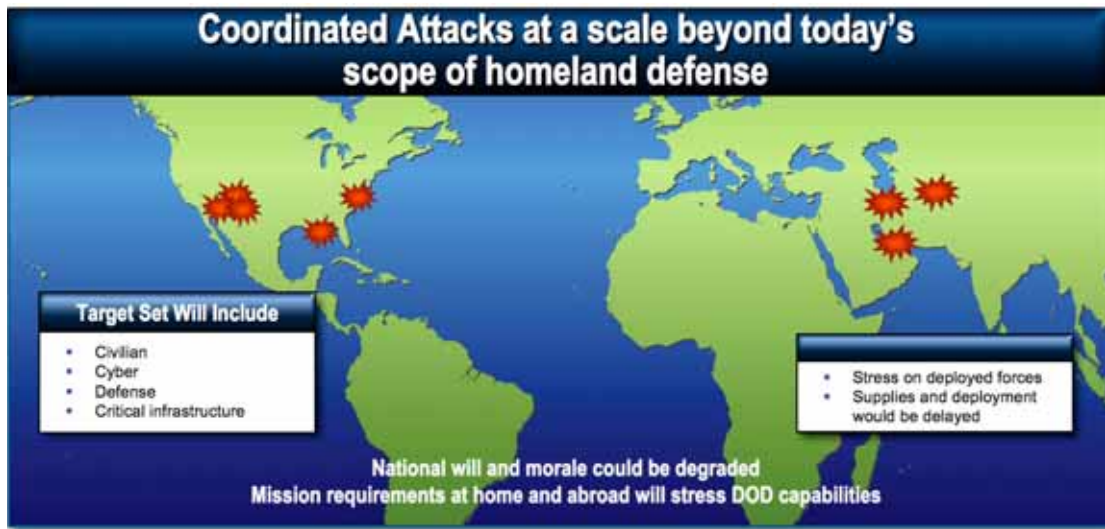 Coordinated Attacks at a scale beyond today's
scope of homeland defense
Target Set Will Include
Civilian
Cyber
Defense
Critical infrastructure
Stress on deployed forces
Supplies and deployment
would be delayed
National will and morale could be degraded
Mission requirements at home and abroad will stress DOD capabilities